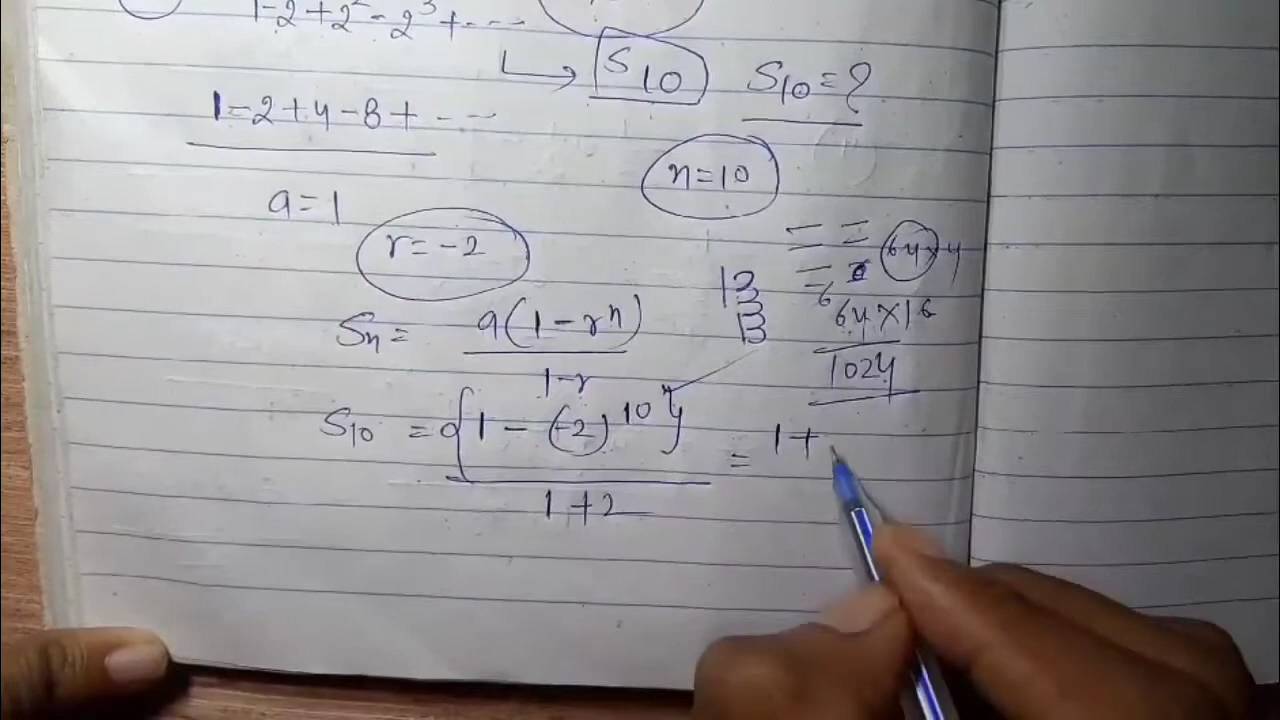 1-2+2²-2³+----
S10 S10=?
1-2+4-8+----
n=10
a=1
r=-2
64×4
Sn= a(1-rⁿ)
1-r
64×16
1024
S10 = {1-(-2)¹⁰} = 1+
1+2